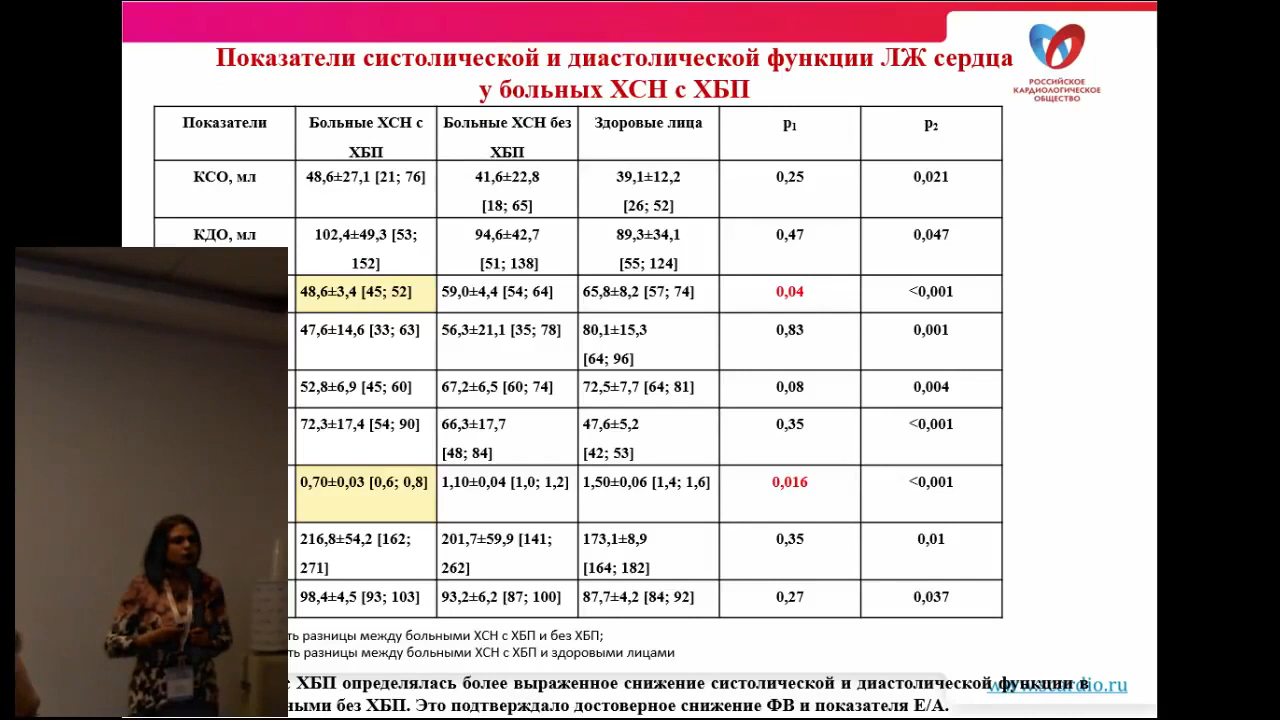 Показатели систолической и диастолической функции ЛЖ сердца
у больных ХСН с ХБП
РОССИЙСКОЕ
КАРДИОЛОГИЧЕСКОЕ
ОБЩЕСТВО
Показатели Больные ХСН с ХБП Больные ХСН без ХБП Здоровые лица p1 p2
КСО, мл 48,6±27,1 [21; 76] 41,6±22,8 [18; 65] 39,1±12,2 [26; 52] 0,25 0,021
КДО, мл 102,4±49,3 [53; 152] 94,6±42,7 [51; 138] 89,3±34,1 [55; 124] 0,47 0,047
48,6±3,4 [45; 52] 59,0±4,4 [54; 64] 65,8±8,2 [57; 74] 0,04 <0,001
47,6±14,6 [33; 63] 56,3±21,1 [35; 78] 80,1±15,3 [64; 96] 0,83 0,001
52,8±6,9 [45; 60] 67,2±6,5 [60; 74] 72,5±7,7 [64; 81] 0,08 0,004
72,3±17,4 [54; 90] 66,3±17,7 [48; 84] 47,6±5,2 [42; 53] 0,35 <0,001
0,70±0,03 [0,6; 0,8] 1,10±0,04 [1,0; 1,2] 1,50±0,06 [1,4; 1,6] 0,016 <0,001
216,8±54,2 [162; 271] 201,7±59,9 [141; 262] 173,1±8,9 [164; 182] 0,35 0,01
98,4±4,5 [93; 103] 93,2±6,2 [87; 100] 87,7±4,2 [84; 92] 0,27 0,037
разницы между больными ХСН с ХБП и без ХБП;
разницы между больными ХСН с ХБП и здоровыми лицами
с ХБП определялась более выраженное снижение систолической и диастолической функции в
без ХБП. Это подтверждало достоверное снижение ФВ и показателя Е/А.